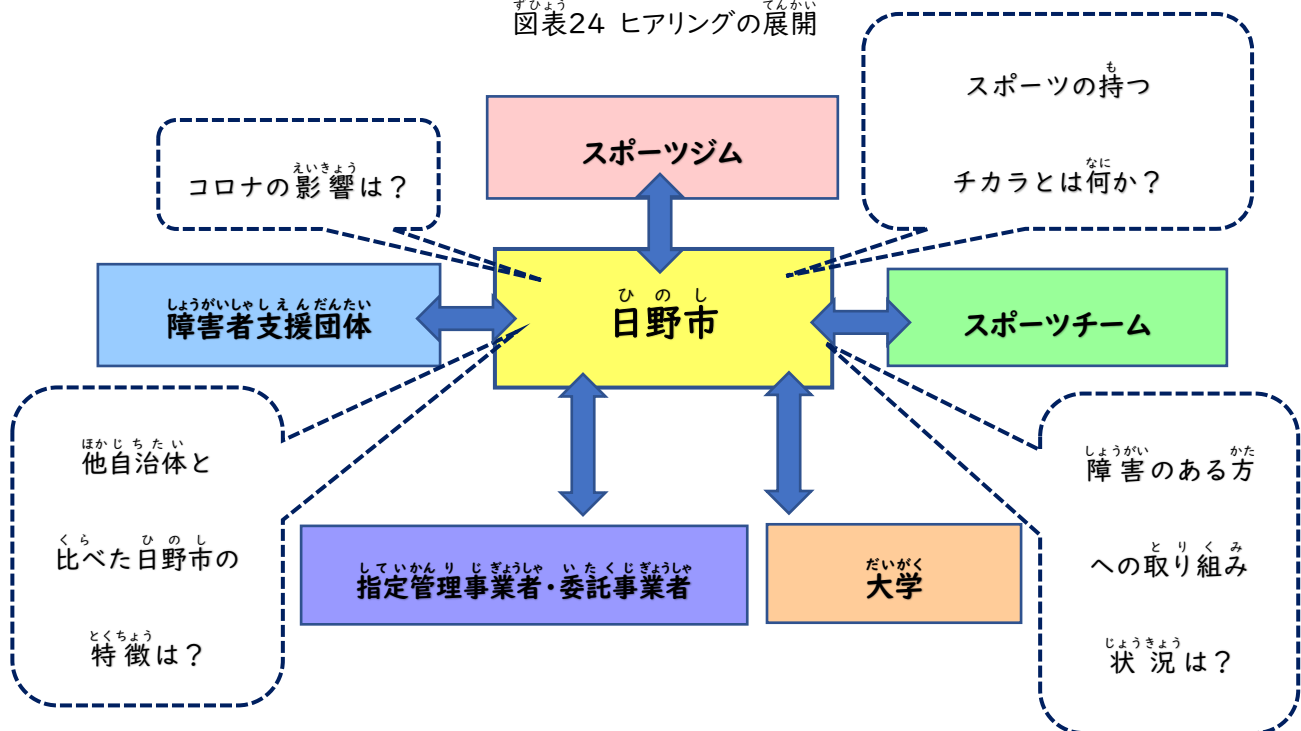 図表24 ヒアリングの展開
スポーツの持つ
チカラとは何か？
スポーツジム
コロナの影響は？
日野市
障害者支援団体
スポーツチーム
他自治体と
比べた日野市の
特徴は？
障害のある方
への取り組み
状況は？
指定管理事業者・委託事業者
大学